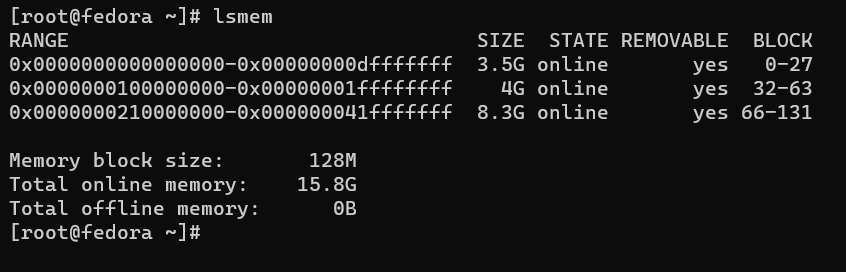 [root@fedora ~]# lsmem
RANGE                                  SIZE  STATE REMOVABLE  BLOCK
0x0000000000000000-0x00000000dfffffff  3.5G online       yes   0-27
0x0000000100000000-0x00000001ffffffff    4G online       yes  32-63
0x0000000210000000-0x000000041fffffff  8.3G online       yes 66-131

Memory block size:       128M
Total online memory:    15.8G
Total offline memory:      0B
[root@fedora ~]#